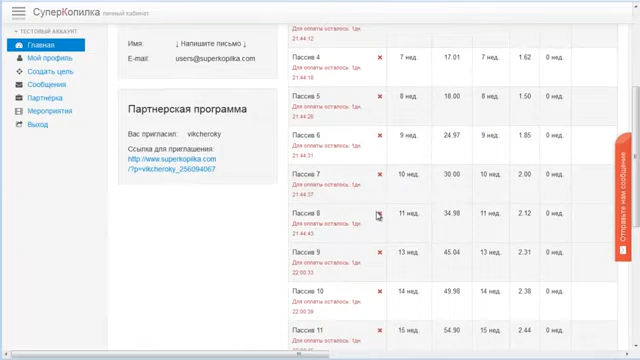 СуперКопилка личный кабинет
ТЕСТОВЫЙ АККАУНТ
Главная
Мой профиль
Создать цель
Сообщения
Партнёрка
Мероприятия
Выход
Имя: ↓ Напишите письмо ↓
E-mail: users@superkopilka.com
Партнерская программа
Вас пригласил: vikcheroky
Ссылка для приглашения:
http://www.superkopilka.com
/?p=vikcheroky_256094067
Для оплаты осталось: 1дн.
21:44:12
Пассив 4 7 нед. 17.01 7 нед. 1.62 0 нед.
Для оплаты осталось: 1дн.
21:44:18
Пассив 5 8 нед. 18.00 8 нед. 1.50 0 нед.
Для оплаты осталось: 1дн.
21:44:26
Пассив 6 9 нед. 24.97 9 нед. 1.85 0 нед.
Для оплаты осталось: 1дн.
21:44:31
Пассив 7 10 нед. 30.00 10 нед. 2.00 0 нед.
Для оплаты осталось: 1дн.
21:44:37
Пассив 8 11 нед. 34.98 11 нед. 2.12 0 нед.
Для оплаты осталось: 1дн.
21:44:43
Пассив 9 13 нед. 45.04 13 нед. 2.31 0 нед.
Для оплаты осталось: 1дн.
22:00:33
Пассив 10 14 нед. 49.98 14 нед. 2.38 0 нед.
Для оплаты осталось: 1дн.
22:00:39
Пассив 11 15 нед. 54.90 15 нед. 2.44 0 нед.
Для оплаты осталось: 1дн.
Отправьте нам сообщение